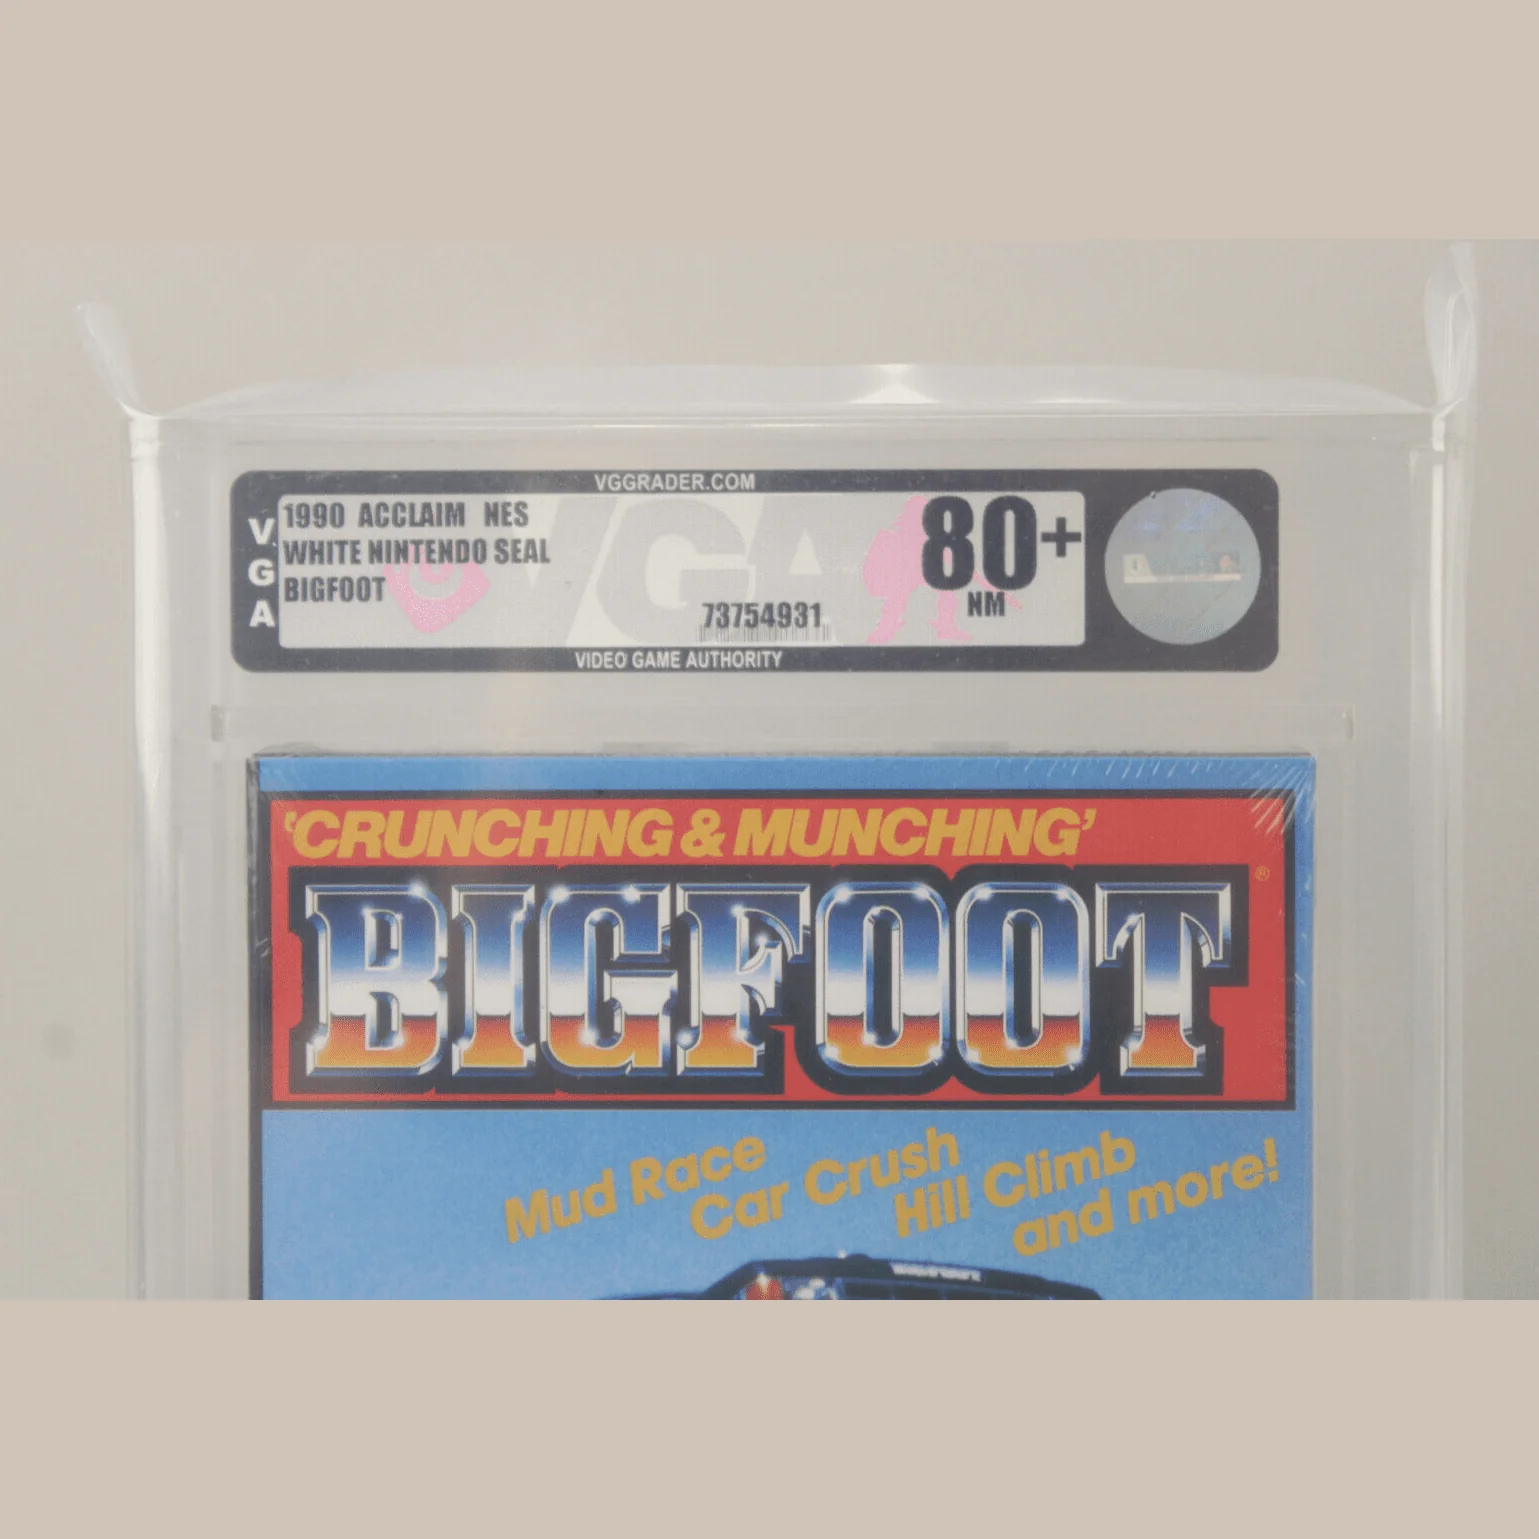 VGGRADER.COM
VGA
1990 ACCLAIM NES
WHITE NINTENDO SEAL
BIGFOOT
VGA
73754931
80+
NM
VIDEO GAME AUTHORITY
'CRUNCHING & MUNCHING'
BIGFOOT®
Mud Race
Car Crush
Hill Climb
and more!